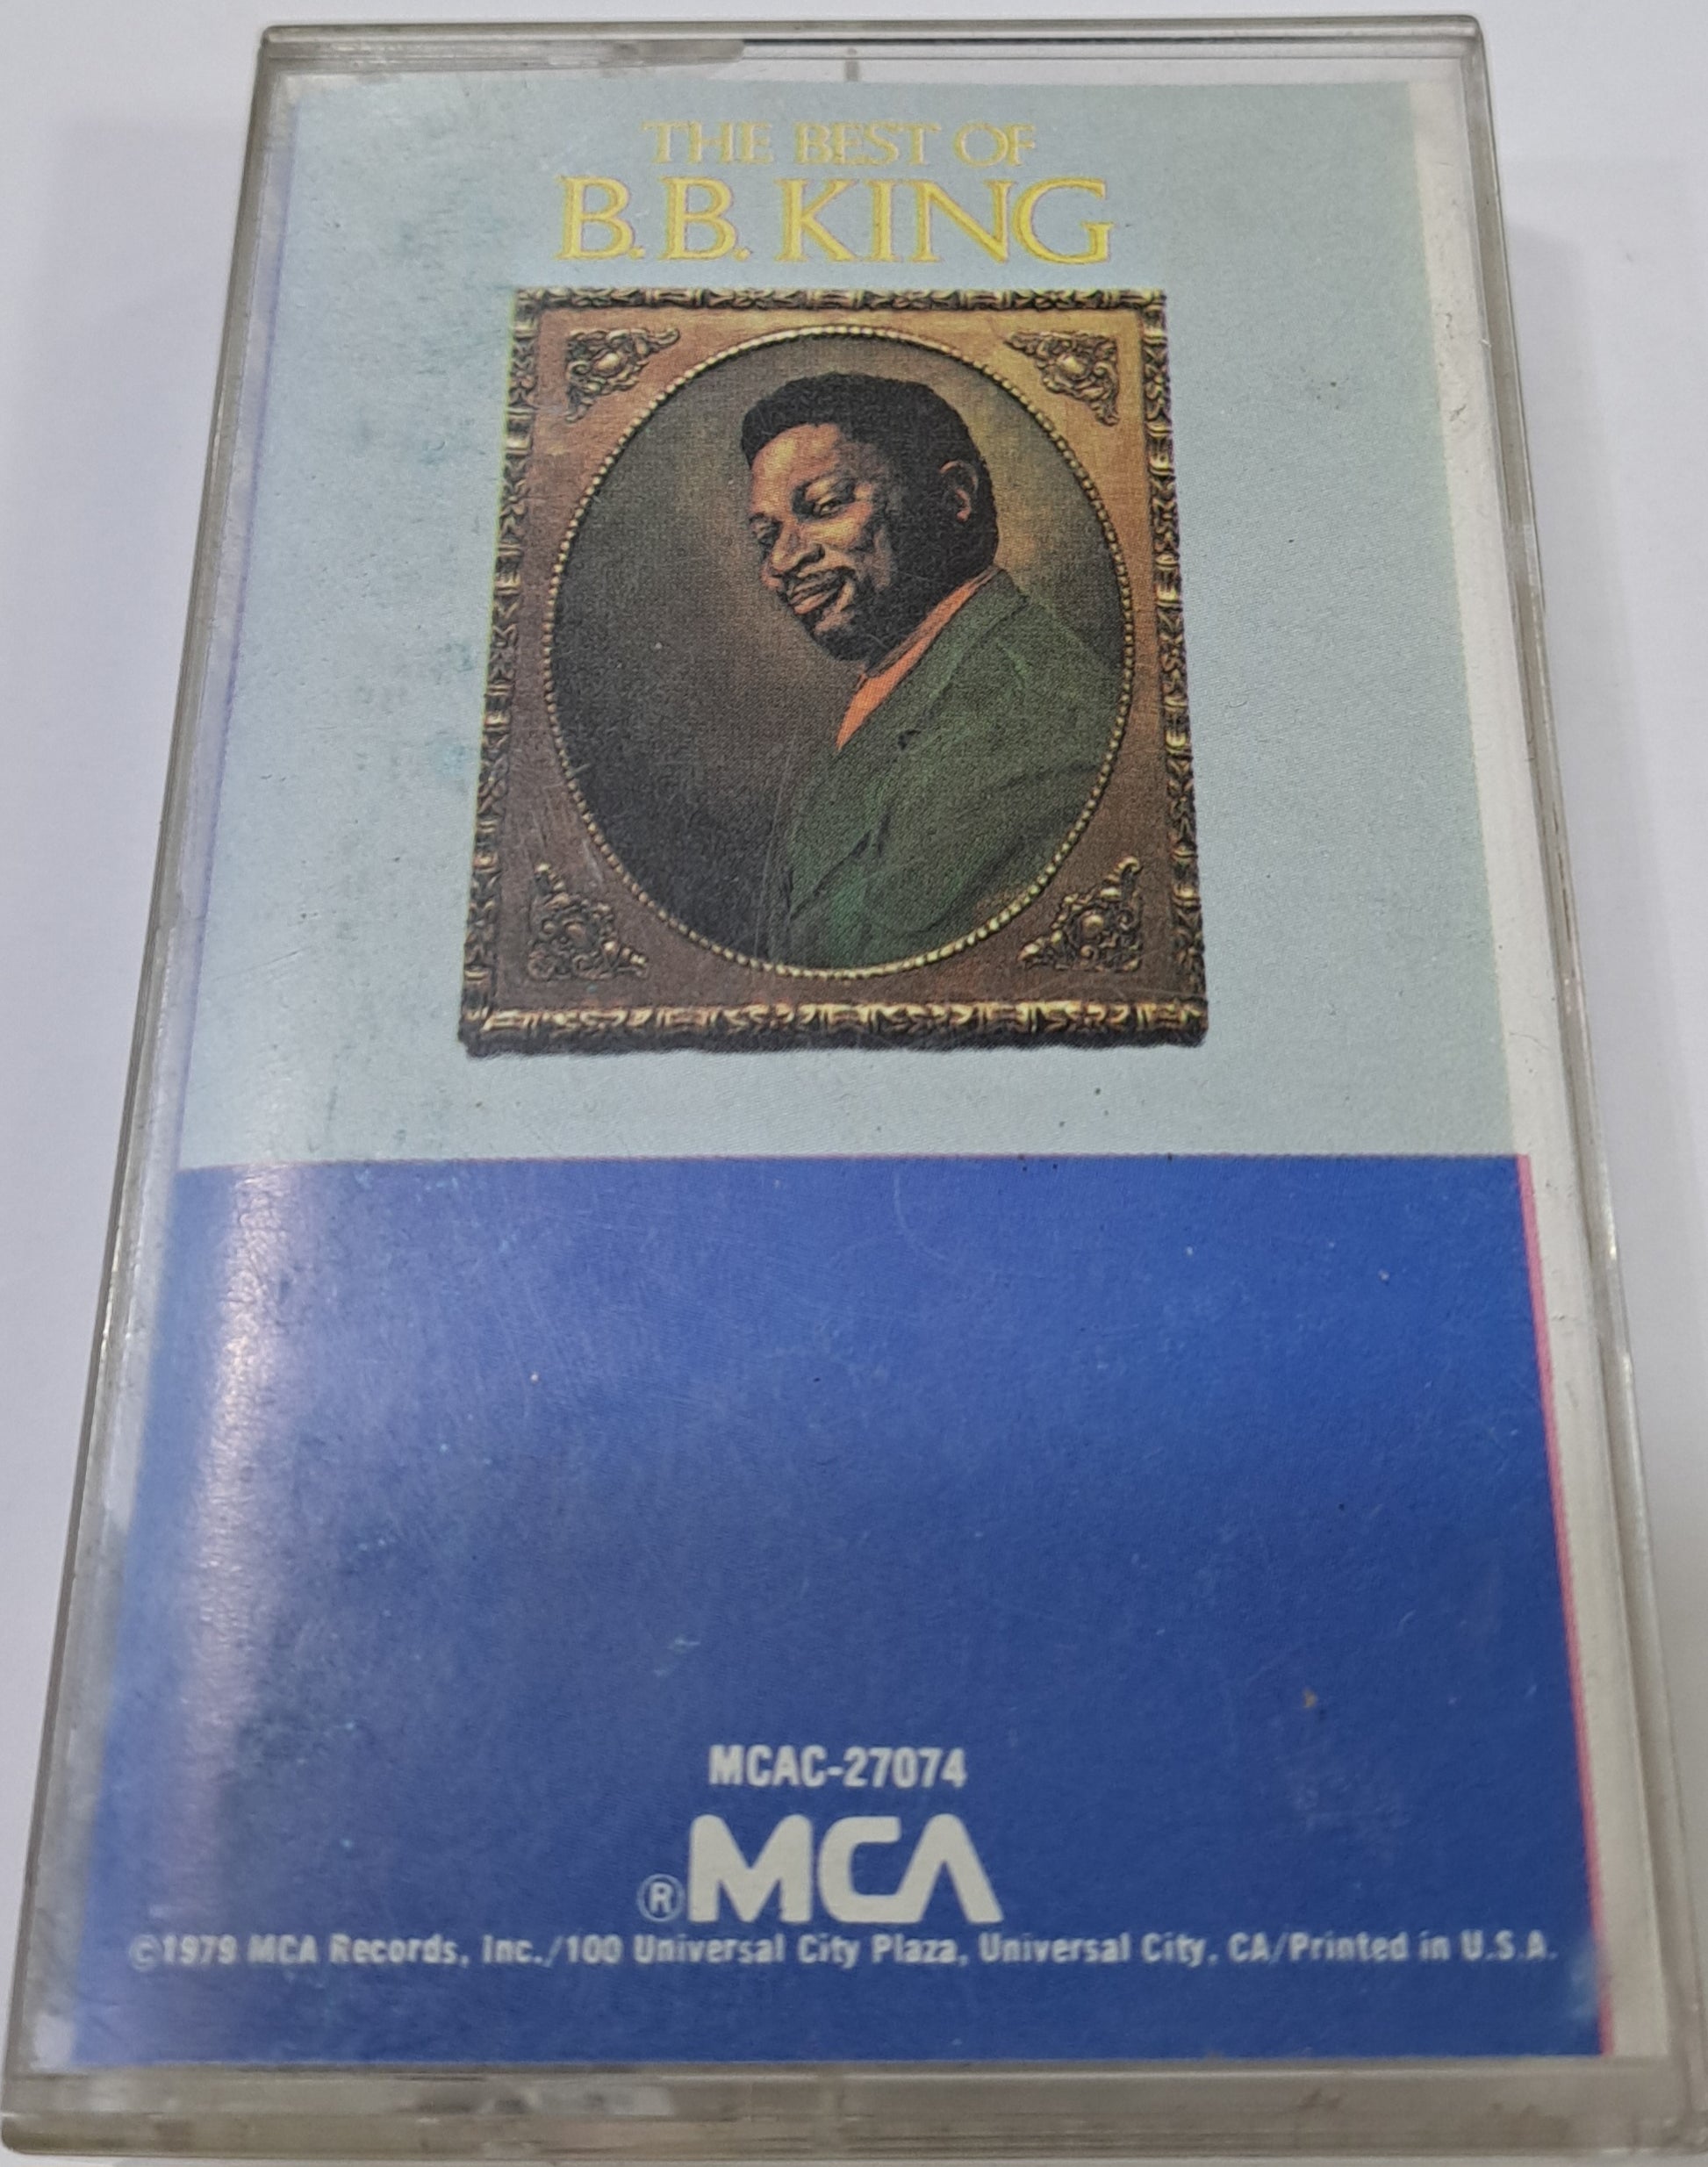 THE BEST OF
B.B. KING
MCAC-27074
®MCA
©1979 MCA Records, Inc./100 Universal City Plaza, Universal City, CA/Printed in U.S.A.